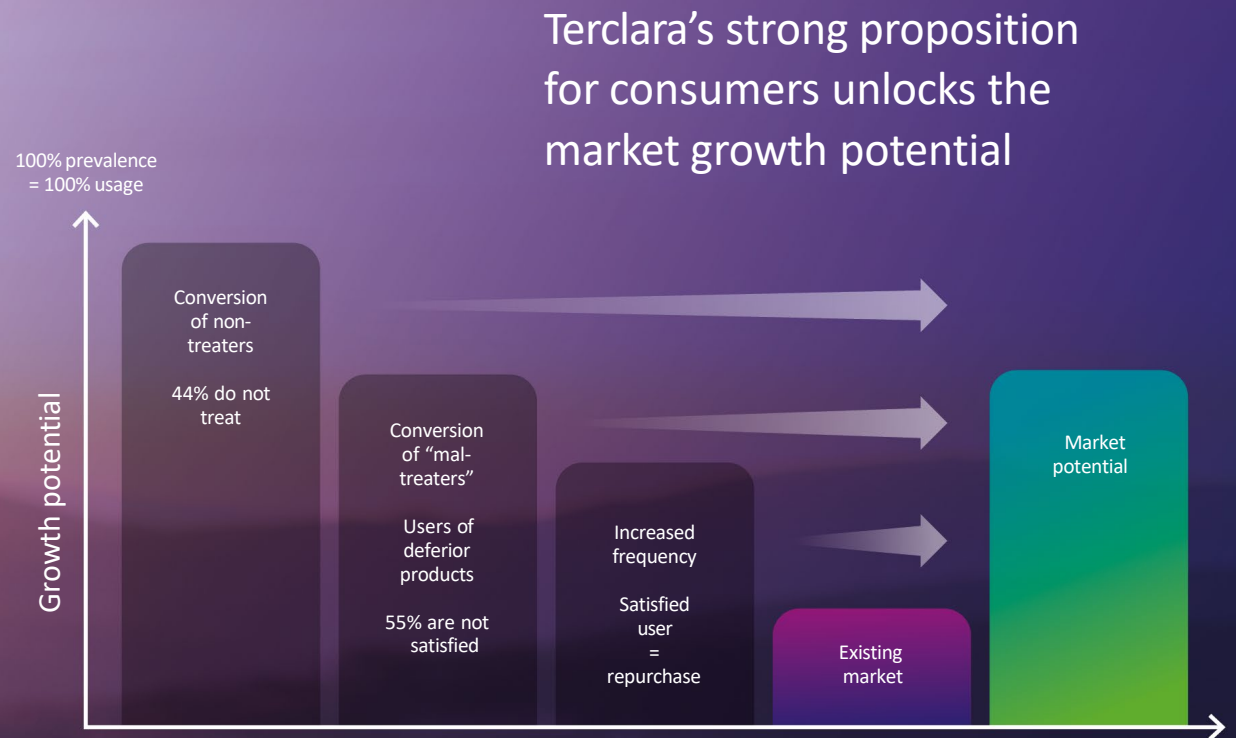 Terclara’s strong proposition
for consumers unlocks the
market growth potential
100% prevalence
= 100% usage
Growth potential
Conversion
of non-
treaters
44% do not
treat
Conversion
of “mal-
treaters”
Users of
deferior
products
55% are not
satisfied
Increased
frequency
Satisfied
user
=
repurchase
Existing
market
Market
potential